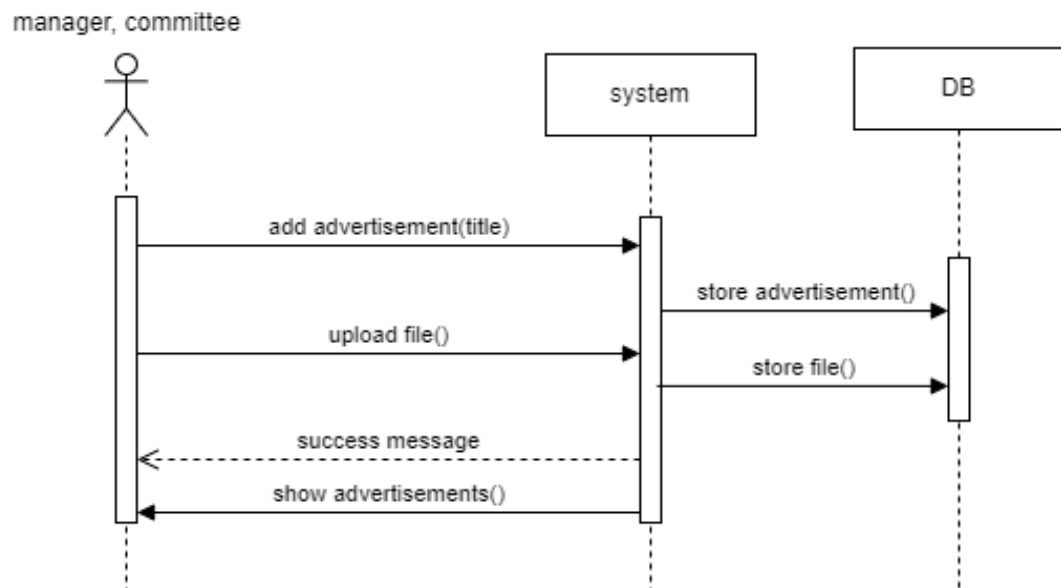 manager, committee
system
DB
add advertisement(title)
store advertisement()
upload file()
store file()
success message
show advertisements()